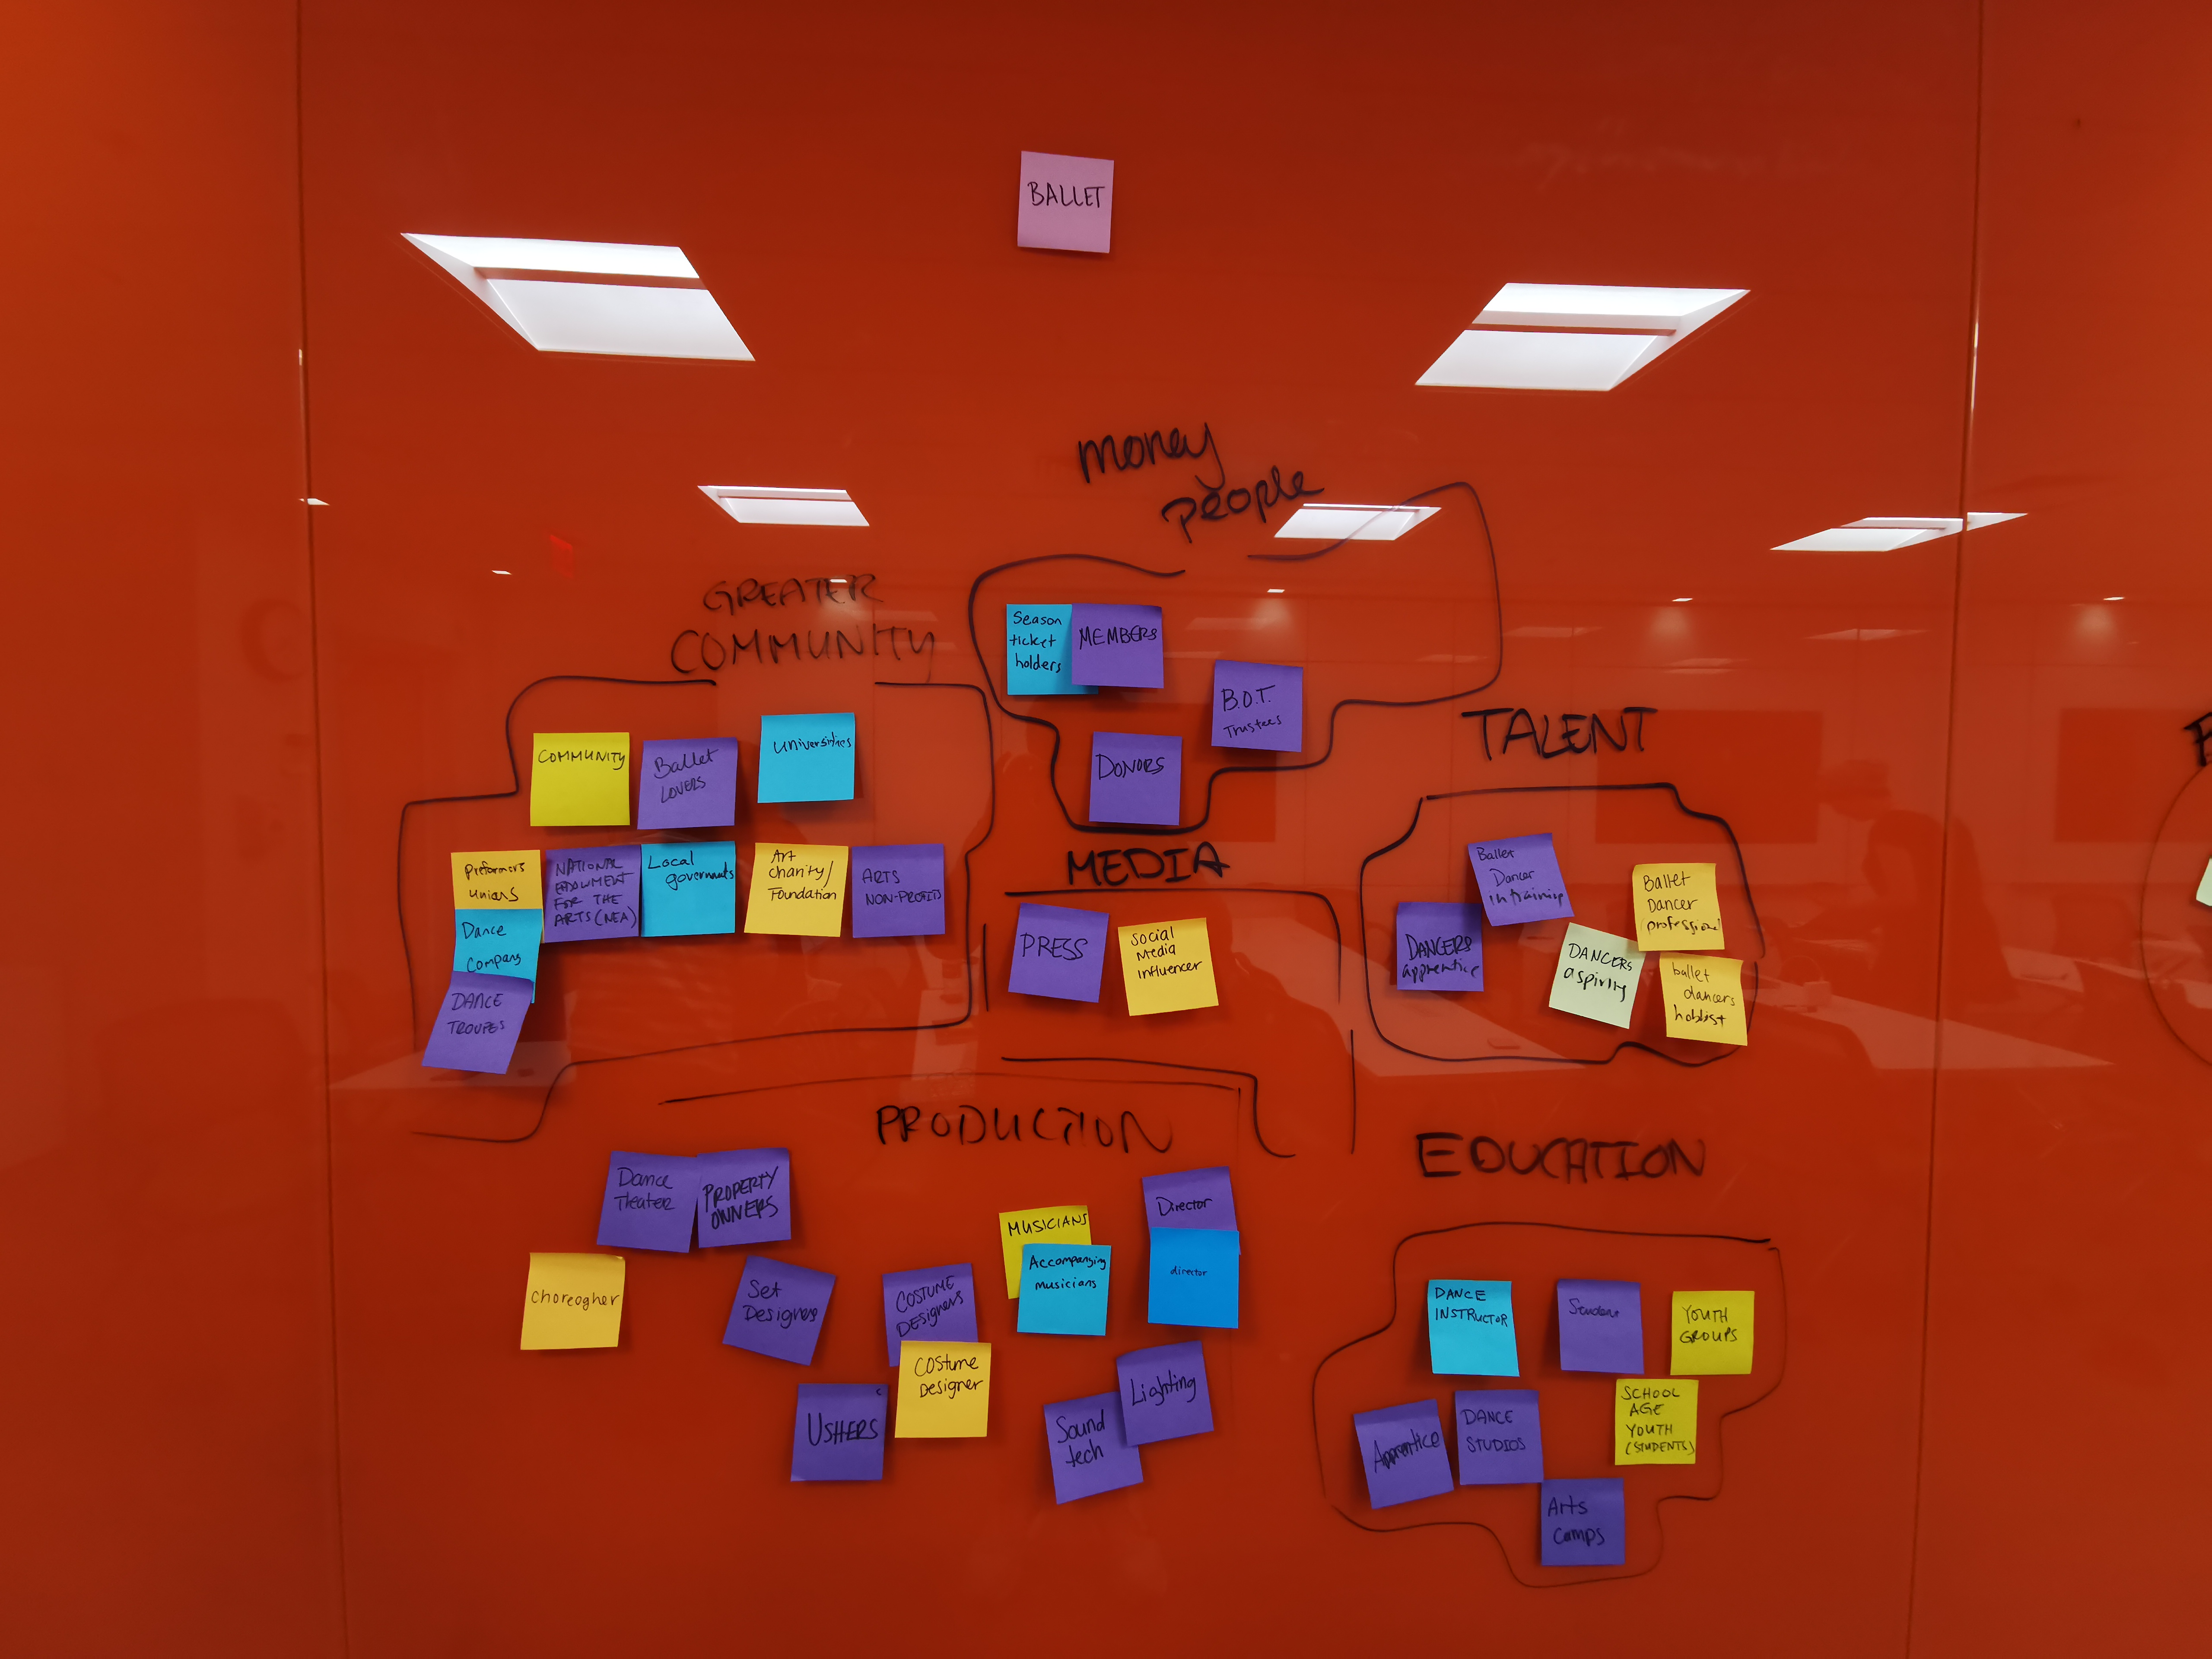 BALLET
money
people
Season
ticket
holders
MEMBERS
B.O.T.
Trustees
DONORS
GREATER
COMMUNITY
COMMUNITY
Ballet
LOVERS
Universities
Preformors
Unions
NATIONAL
ENDOWMENT
FOR THE
ARTS (NEA)
Local
governments
Art
Charity/
Foundation
ARTS
NON-PROFITS
Dance
Company
DANCE
TROUPES
MEDIA
PRESS
Social
Media
Influencer
TALENT
Ballet
Dancer
in training
DANCERS
apprentice
Ballet
Dancer
professional
DANCERS
aspiring
ballet
dancers
hobbist
PRODUCTION
Dance
Theater
PROPERTY
OWNERS
Choreogher
Set
Designers
COSTUME
DESIGNERS
COStume
Designer
USHERS
MUSICIANS
Accompanying
musicians
Director
director
Sound
tech
Lighting
EDUCATION
DANCE
INSTRUCTOR
Student
YOUTH
GROUPS
SCHOOL
AGE
YOUTH
(STUDENTS)
Apprentice
DANCE
STUDIOS
Arts
Camps